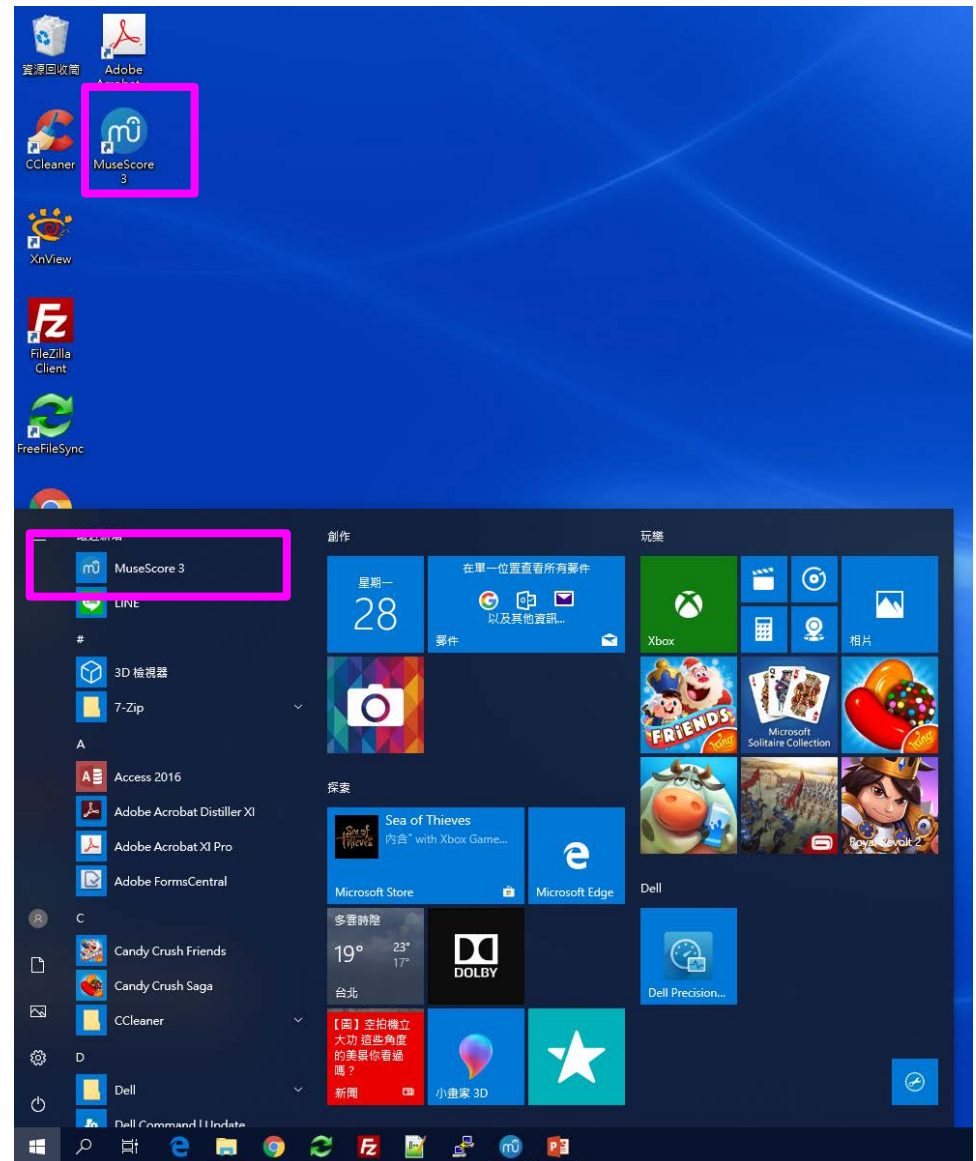 資源回收筒
Adobe
CCleaner
MuseScore
3
XnView
FileZilla
Client
FreeFileSync
最近新增
MuseScore 3
LINE
#
3D 檢視器
7-Zip
A
Access 2016
Adobe Acrobat Distiller XI
Adobe Acrobat XI Pro
Adobe FormsCentral
C
Candy Crush Friends
Candy Crush Saga
CCleaner
D
Dell
Dell Command | Update
創作
星期一
28
在單一位置查看所有郵件
以及其他資訊...
郵件
探索
Sea of Thieves
內含* with Xbox Game...
Microsoft Store
Microsoft Edge
多雲時陰
19°
23°
17°
台北
DOLBY
【圖】空拍機立
大功 這些角度
的美景你看過
嗎？
新聞
小畫家 3D
玩樂
Xbox
相片
FRIENDS
King
Microsoft
Solitaire Collection
King
Royal Revolt 2
Dell
Dell Precision...